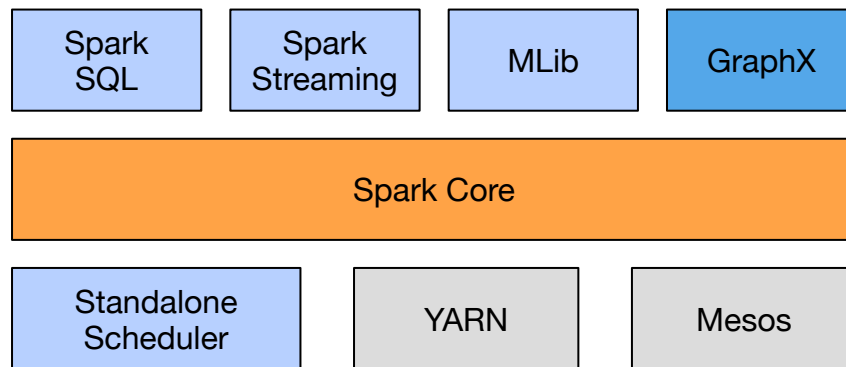 Spark
SQL
Spark
Streaming
MLib
GraphX
Spark Core
Standalone
Scheduler
YARN
Mesos